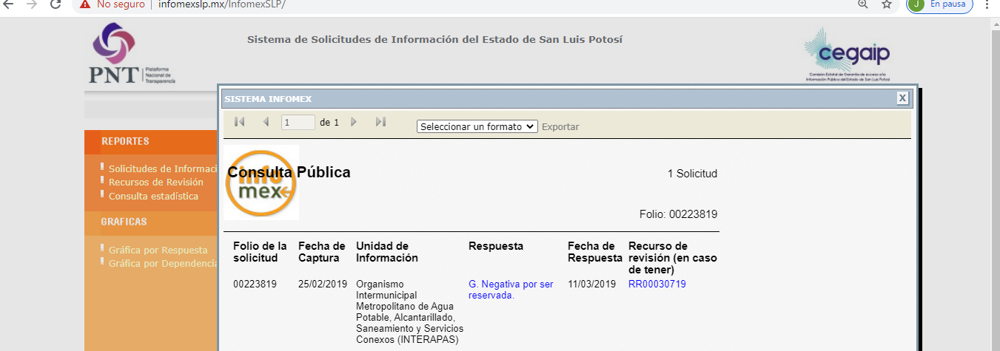 No seguro
infomexslp.mx/InfomexSLP/
J
En pausa
PNT
Plataforma
Nacional de
Transparencia
Sistema de Solicitudes de Información del Estado de San Luis Potosí
cegaip
Comisión Estatal de Garantía de Acceso a la
Información Pública del Estado de San Luis Potosí
SISTEMA INFOMEX
X
1 de 1
Seleccionar un formato
Exportar
REPORTES
Solicitudes de Informaci
Recursos de Revisión
Consulta estadística
GRAFICAS
Gráfica por Respuesta
Gráfica por Dependencia
info
mex
Consulta Pública
1 Solicitud
Folio: 00223819
Folio de la
solicitud
Fecha de
Captura
Unidad de
Información
Respuesta
Fecha de
Respuesta
Recurso de
revisión (en caso
de tener)
00223819
25/02/2019
Organismo
Intermunicipal
Metropolitano de Agua
Potable, Alcantarillado,
Saneamiento y Servicios
Conexos (INTERAPAS)
G. Negativa por ser
reservada.
11/03/2019
RR00030719